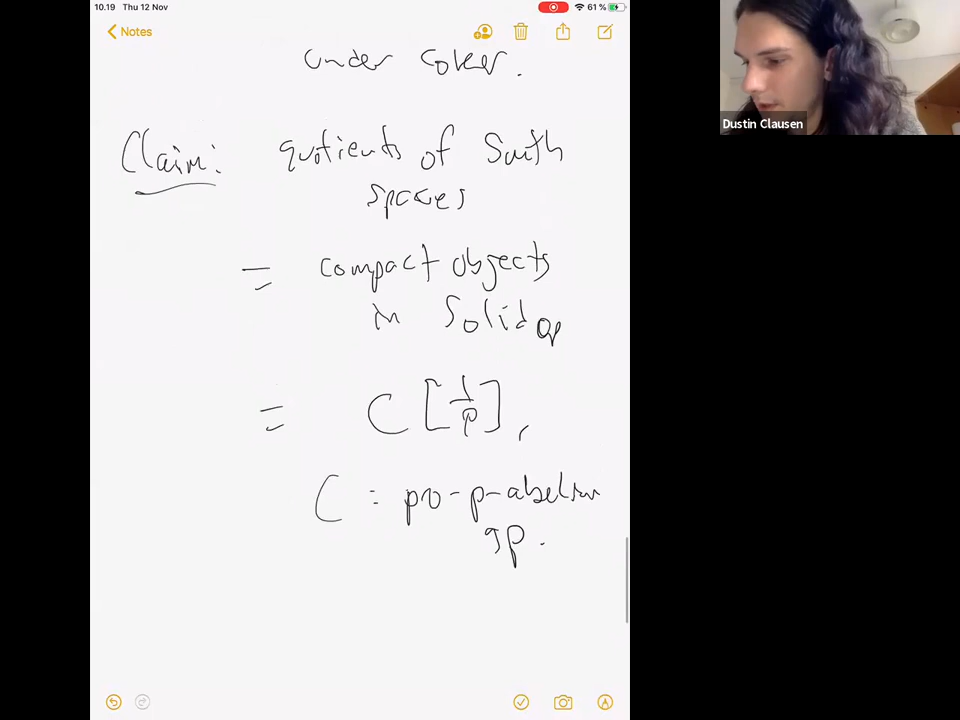 10.19 Thu 12 Nov
61 %
Notes
under coker.
Claim: quotients of Smith
spaces
= compact objects
in Solid_Qp
= C[1/p],
C = pro-p-abelian
gp.
Dustin Clausen